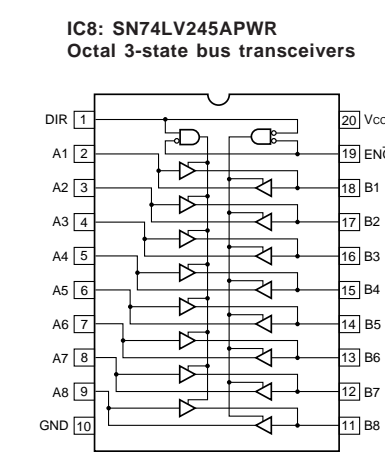 IC8: SN74LV245APWR
Octal 3-state bus transceivers
DIR 1
20 Vcc
A1 2
19
A2 3
18 B1
A3 4
17 B2
A4 5
16 B3
A5 6
15 B4
A6 7
14 B5
A7 8
13 B6
A8 9
12 B7
GND 10
11 B8